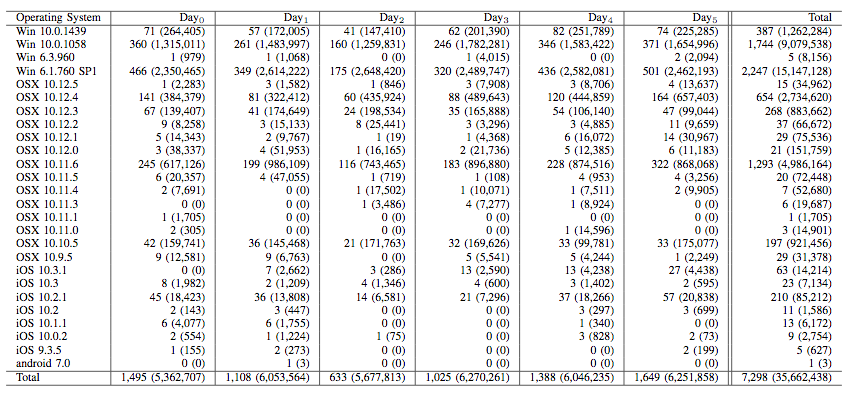 Operating System Day0 Day1 Day2 Day3 Day4 Day5 Total
Win 10.0.1439 71 (264,405) 57 (172,005) 41 (147,410) 62 (201,390) 82 (251,789) 74 (225,285) 387 (1,262,284)
Win 10.0.1058 360 (1,315,011) 261 (1,483,997) 160 (1,259,831) 246 (1,782,281) 346 (1,583,422) 371 (1,654,996) 1,744 (9,079,538)
Win 6.3.960 1 (979) 1 (1,068) 0 (0) 1 (4,015) 0 (0) 2 (2,094) 5 (8,156)
Win 6.1.760 SP1 466 (2,350,465) 349 (2,614,222) 175 (2,648,420) 320 (2,489,747) 436 (2,582,081) 501 (2,462,193) 2,247 (15,147,128)
OSX 10.12.5 1 (2,283) 3 (1,582) 1 (846) 3 (7,908) 3 (8,706) 4 (13,637) 15 (34,962)
OSX 10.12.4 141 (384,379) 81 (322,412) 60 (435,924) 88 (489,643) 120 (444,859) 164 (657,403) 654 (2,734,620)
OSX 10.12.3 67 (139,407) 41 (174,649) 24 (198,534) 35 (165,888) 54 (106,140) 47 (99,044) 268 (883,662)
OSX 10.12.2 9 (8,258) 3 (15,133) 8 (25,441) 3 (3,296) 3 (4,885) 11 (9,659) 37 (66,672)
OSX 10.12.1 5 (14,343) 2 (9,767) 1 (19) 1 (4,368) 6 (16,072) 14 (30,967) 29 (75,536)
OSX 10.12.0 3 (38,337) 4 (51,953) 1 (16,165) 2 (21,736) 5 (12,385) 6 (11,183) 21 (151,759)
OSX 10.11.6 245 (617,126) 199 (986,109) 116 (743,465) 183 (896,880) 228 (874,516) 322 (868,068) 1,293 (4,986,164)
OSX 10.11.5 6 (20,357) 4 (47,055) 1 (719) 1 (108) 4 (953) 4 (3,256) 20 (72,448)
OSX 10.11.4 2 (7,691) 0 (0) 1 (17,502) 1 (10,071) 1 (7,511) 2 (9,905) 7 (52,680)
OSX 10.11.3 0 (0) 0 (0) 1 (3,486) 4 (7,277) 1 (8,924) 0 (0) 6 (19,687)
OSX 10.11.1 1 (1,705) 0 (0) 0 (0) 0 (0) 0 (0) 0 (0) 1 (1,705)
OSX 10.11.0 2 (305) 0 (0) 0 (0) 0 (0) 1 (14,596) 0 (0) 3 (14,901)
OSX 10.10.5 42 (159,741) 36 (145,468) 21 (171,763) 32 (169,626) 33 (99,781) 33 (175,077) 197 (921,456)
OSX 10.9.5 9 (12,581) 9 (6,763) 0 (0) 5 (5,541) 5 (4,244) 1 (2,249) 29 (31,378)
iOS 10.3.1 0 (0) 7 (2,662) 3 (286) 13 (2,590) 13 (4,238) 27 (4,438) 63 (14,214)
iOS 10.3 8 (1,982) 2 (1,209) 4 (1,346) 4 (600) 3 (1,402) 2 (595) 23 (7,134)
iOS 10.2.1 45 (18,423) 36 (13,808) 14 (6,581) 21 (7,296) 37 (18,266) 57 (20,838) 210 (85,212)
iOS 10.2 2 (143) 3 (447) 0 (0) 0 (0) 3 (297) 3 (699) 11 (1,586)
iOS 10.1.1 6 (4,077) 6 (1,755) 0 (0) 0 (0) 1 (340) 0 (0) 13 (6,172)
iOS 10.0.2 2 (554) 1 (1,224) 1 (75) 0 (0) 3 (828) 2 (73) 9 (2,754)
iOS 9.3.5 1 (155) 2 (273) 0 (0) 0 (0) 0 (0) 2 (199) 5 (627)
android 7.0 0 (0) 1 (3) 0 (0) 0 (0) 0 (0) 0 (0) 1 (3)
Total 1,495 (5,362,707) 1,108 (6,053,564) 633 (5,677,813) 1,025 (6,270,261) 1,388 (6,046,235) 1,649 (6,251,858) 7,298 (35,662,438)